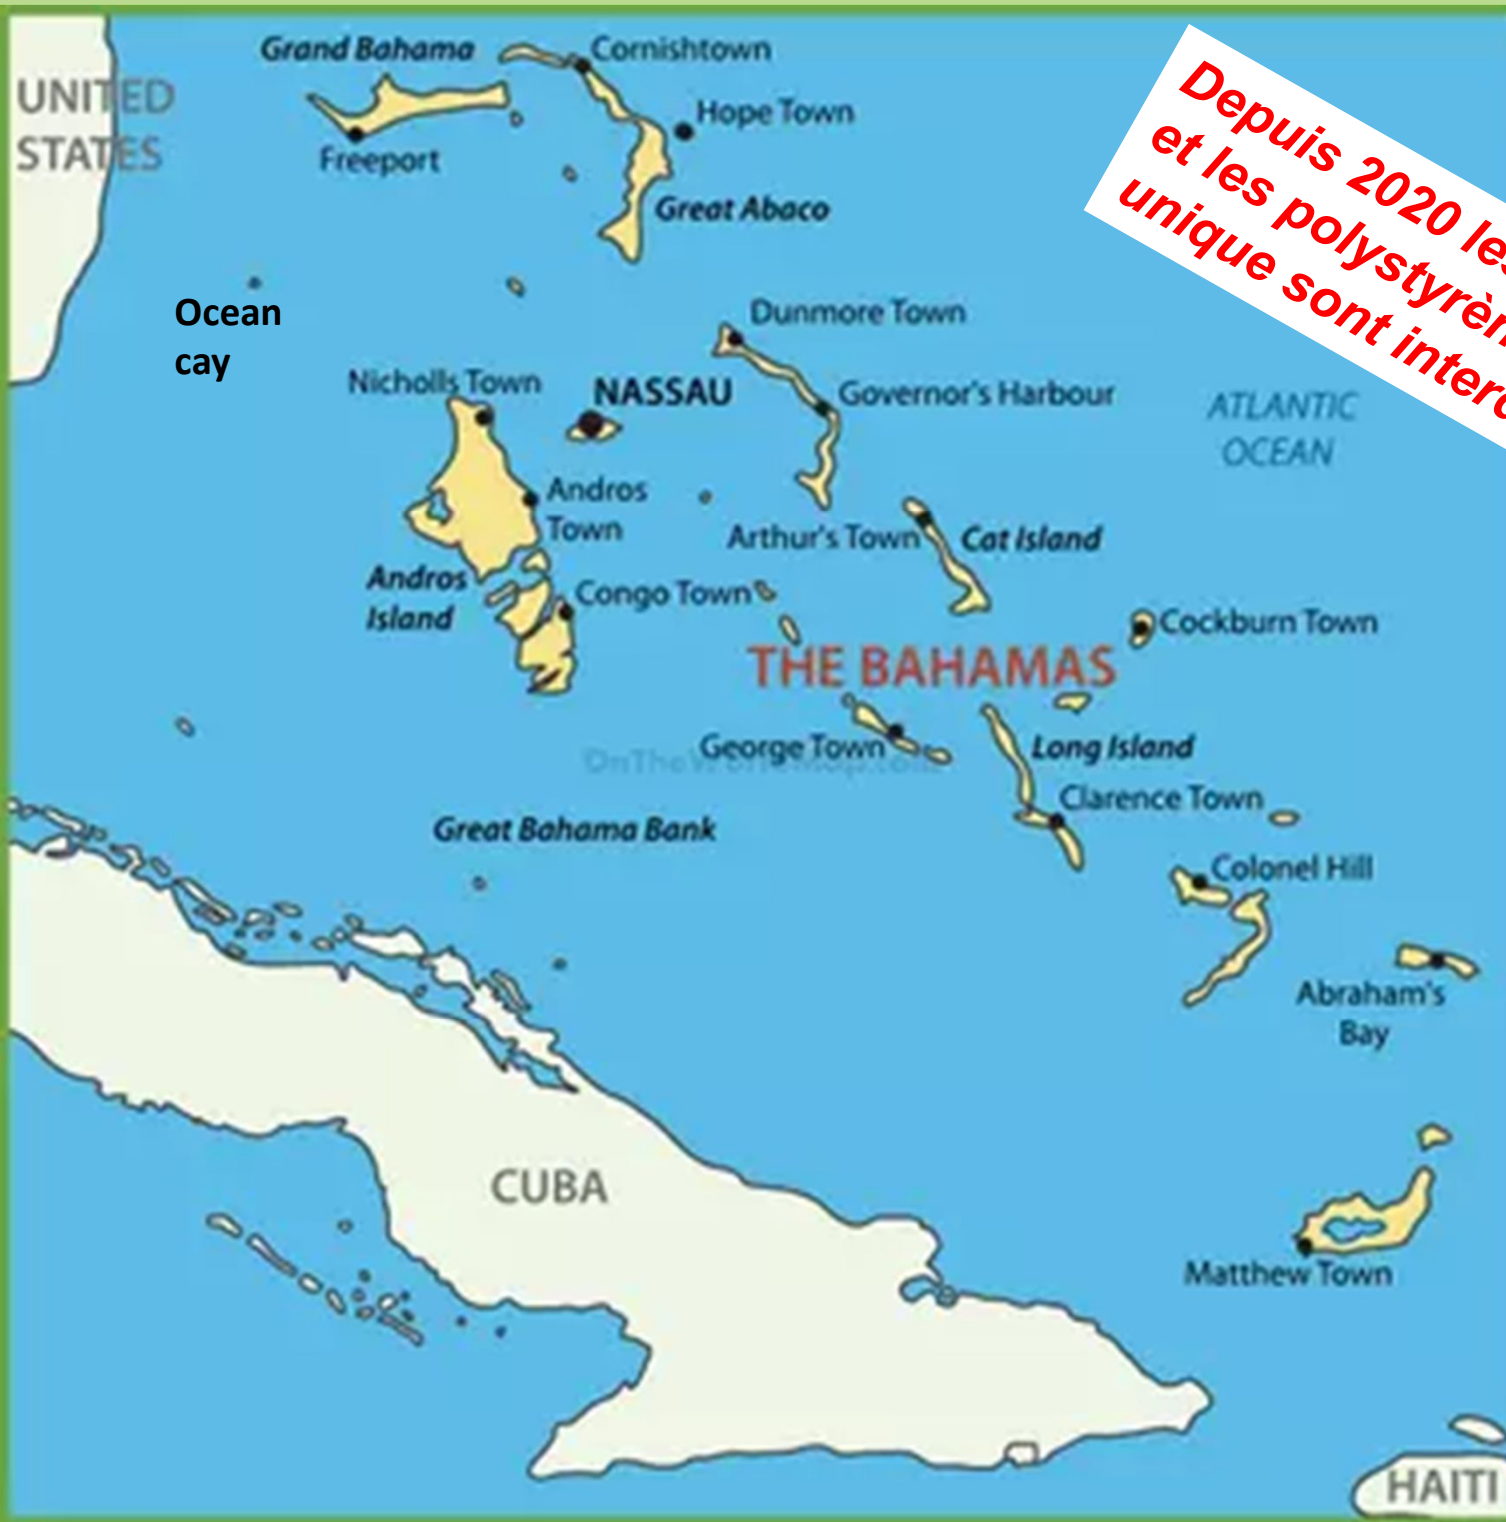 Grand Bahama
Cornishtown
UNITED
STATES
Hope Town
Freeport
Great Abaco
Depuis 2020 les
et les
unique sont
Ocean
cay
Dunmore Town
Nicholls Town
NASSAU
Governor's Harbour
ATLANTIC
OCEAN
Andros
Town
Arthur's Town
Cat Island
Andros
Island
Congo Town
Cockburn Town
THE BAHAMAS
George Town
Long Island
OnTheWorldMap.com
Clarence Town
Great Bahama Bank
Colonel Hill
Abraham's
Bay
CUBA
Matthew Town
HAITI